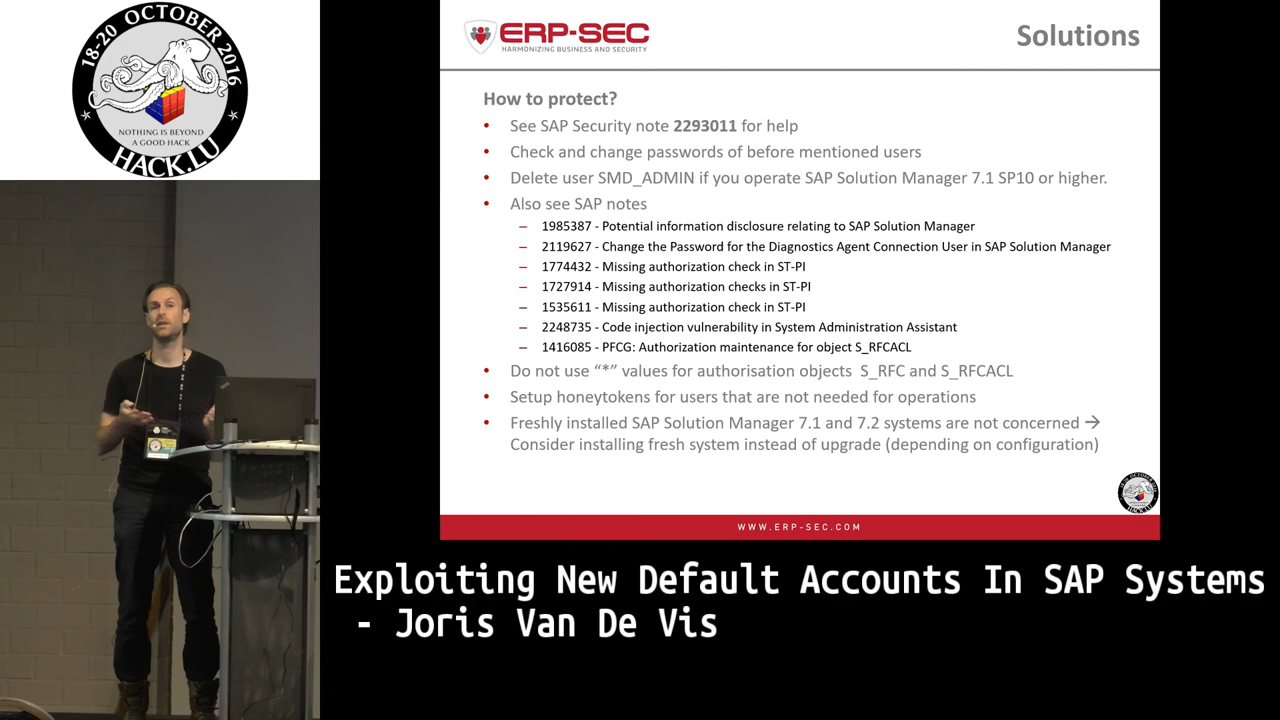 18-20 OCTOBER 2016
NOTHING IS BEYOND
A GOOD HACK
HACK.LU
ERP-SEC
HARMONIZING BUSINESS AND SECURITY
Solutions
How to protect?
• See SAP Security note 2293011 for help
• Check and change passwords of before mentioned users
• Delete user SMD_ADMIN if you operate SAP Solution Manager 7.1 SP10 or higher.
• Also see SAP notes
– 1985387 - Potential information disclosure relating to SAP Solution Manager
– 2119627 - Change the Password for the Diagnostics Agent Connection User in SAP Solution Manager
– 1774432 - Missing authorization check in ST-PI
– 1727914 - Missing authorization checks in ST-PI
– 1535611 - Missing authorization check in ST-PI
– 2248735 - Code injection vulnerability in System Administration Assistant
– 1416085 - PFCG: Authorization maintenance for object S_RFCACL
• Do not use “*” values for authorisation objects S_RFC and S_RFCACL
• Setup honeytokens for users that are not needed for operations
• Freshly installed SAP Solution Manager 7.1 and 7.2 systems are not concerned →
Consider installing fresh system instead of upgrade (depending on configuration)
WWW.ERP-SEC.COM
Exploiting New Default Accounts In SAP Systems
- Joris Van De Vis